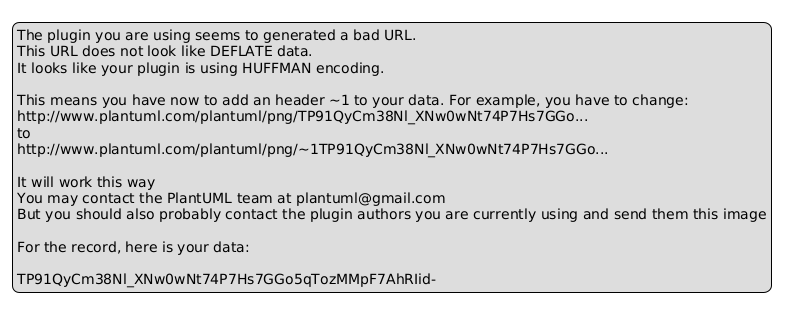 The plugin you are using seems to generated a bad URL.
This URL does not look like DEFLATE data.
It looks like your plugin is using HUFFMAN encoding.
This means you have now to add an header ~1 to your data. For example, you have to change:
http://www.plantuml.com/plantuml/png/TP91QyCm38Nl_XNw0wNt74P7Hs7GGo...
to
http://www.plantuml.com/plantuml/png/~1TP91QyCm38Nl_XNw0wNt74P7Hs7GGo...
It will work this way
You may contact the PlantUML team at plantuml@gmail.com
But you should also probably contact the plugin authors you are currently using and send them this image
For the record, here is your data:
TP91QyCm38Nl_XNw0wNt74P7Hs7GGo5qTozMMpF7AhRIid-